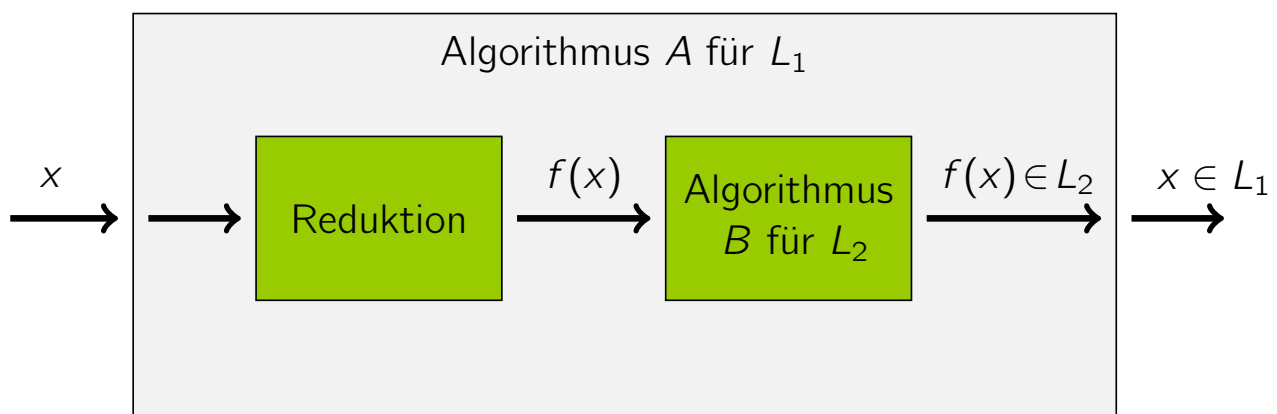 Algorithmus A für L₁
x
Reduktion
f(x)
Algorithmus
B für L₂
f(x) ∈ L₂
x ∈ L₁